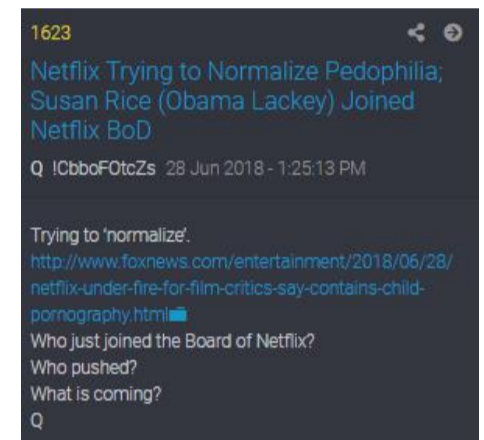 1623
Netflix Trying to Normalize Pedophilia;
Susan Rice (Obama Lackey) Joined
Netflix BoD
Q !CbboFOtcZs 28 Jun 2018 - 1:25:13 PM
Trying to 'normalize'.
http://www.foxnews.com/entertainment/2018/06/28/
netflix-under-fire-for-film-critics-say-contains-child-
pornography.html
Who just joined the Board of Netflix?
Who pushed?
What is coming?
Q